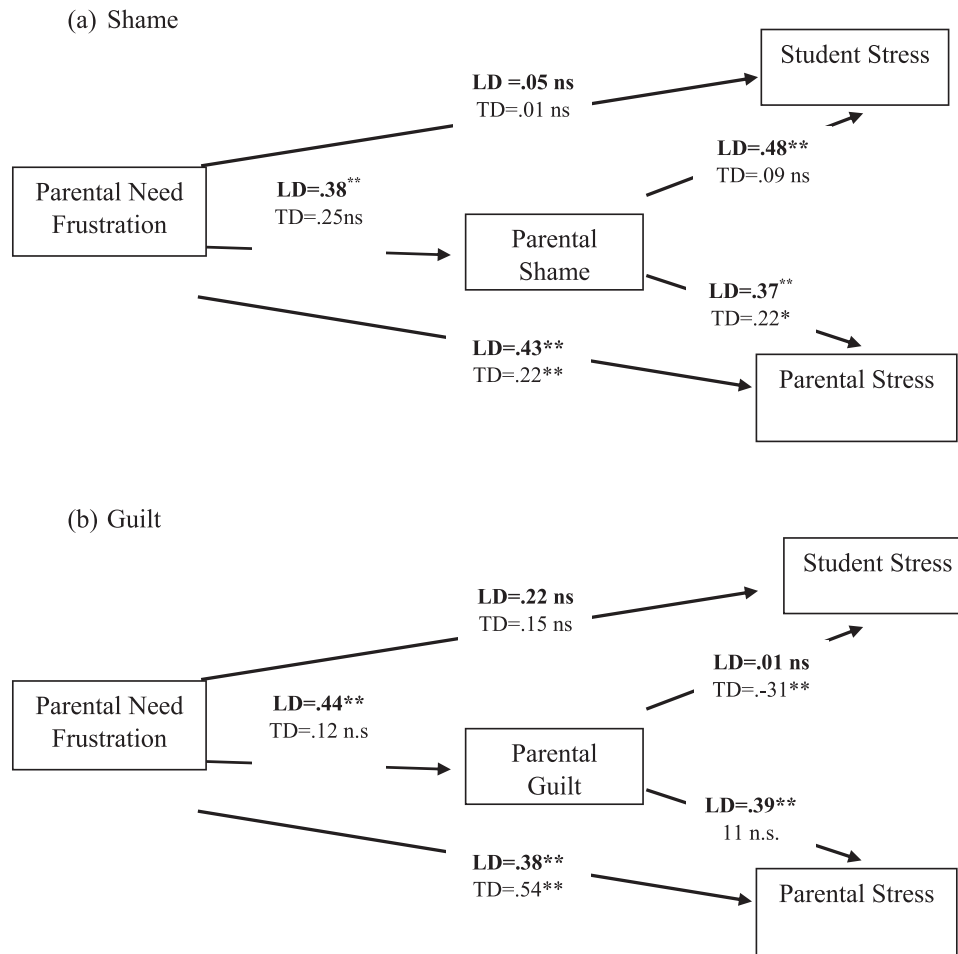 (a) Shame
Student Stress
LD =.05 ns
TD=.01 ns
LD=.48**
TD=.09 ns
Parental Need
Frustration
LD=.38**
TD=.25ns
Parental
Shame
LD=.37**
TD=.22*
LD=.43**
TD=.22**
Parental Stress
(b) Guilt
Student Stress
LD=.22 ns
TD=.15 ns
LD=.01 ns
TD=.-31**
Parental Need
Frustration
LD=.44**
TD=.12 n.s
Parental
Guilt
LD=.39**
11 n.s.
LD=.38**
TD=.54**
Parental Stress